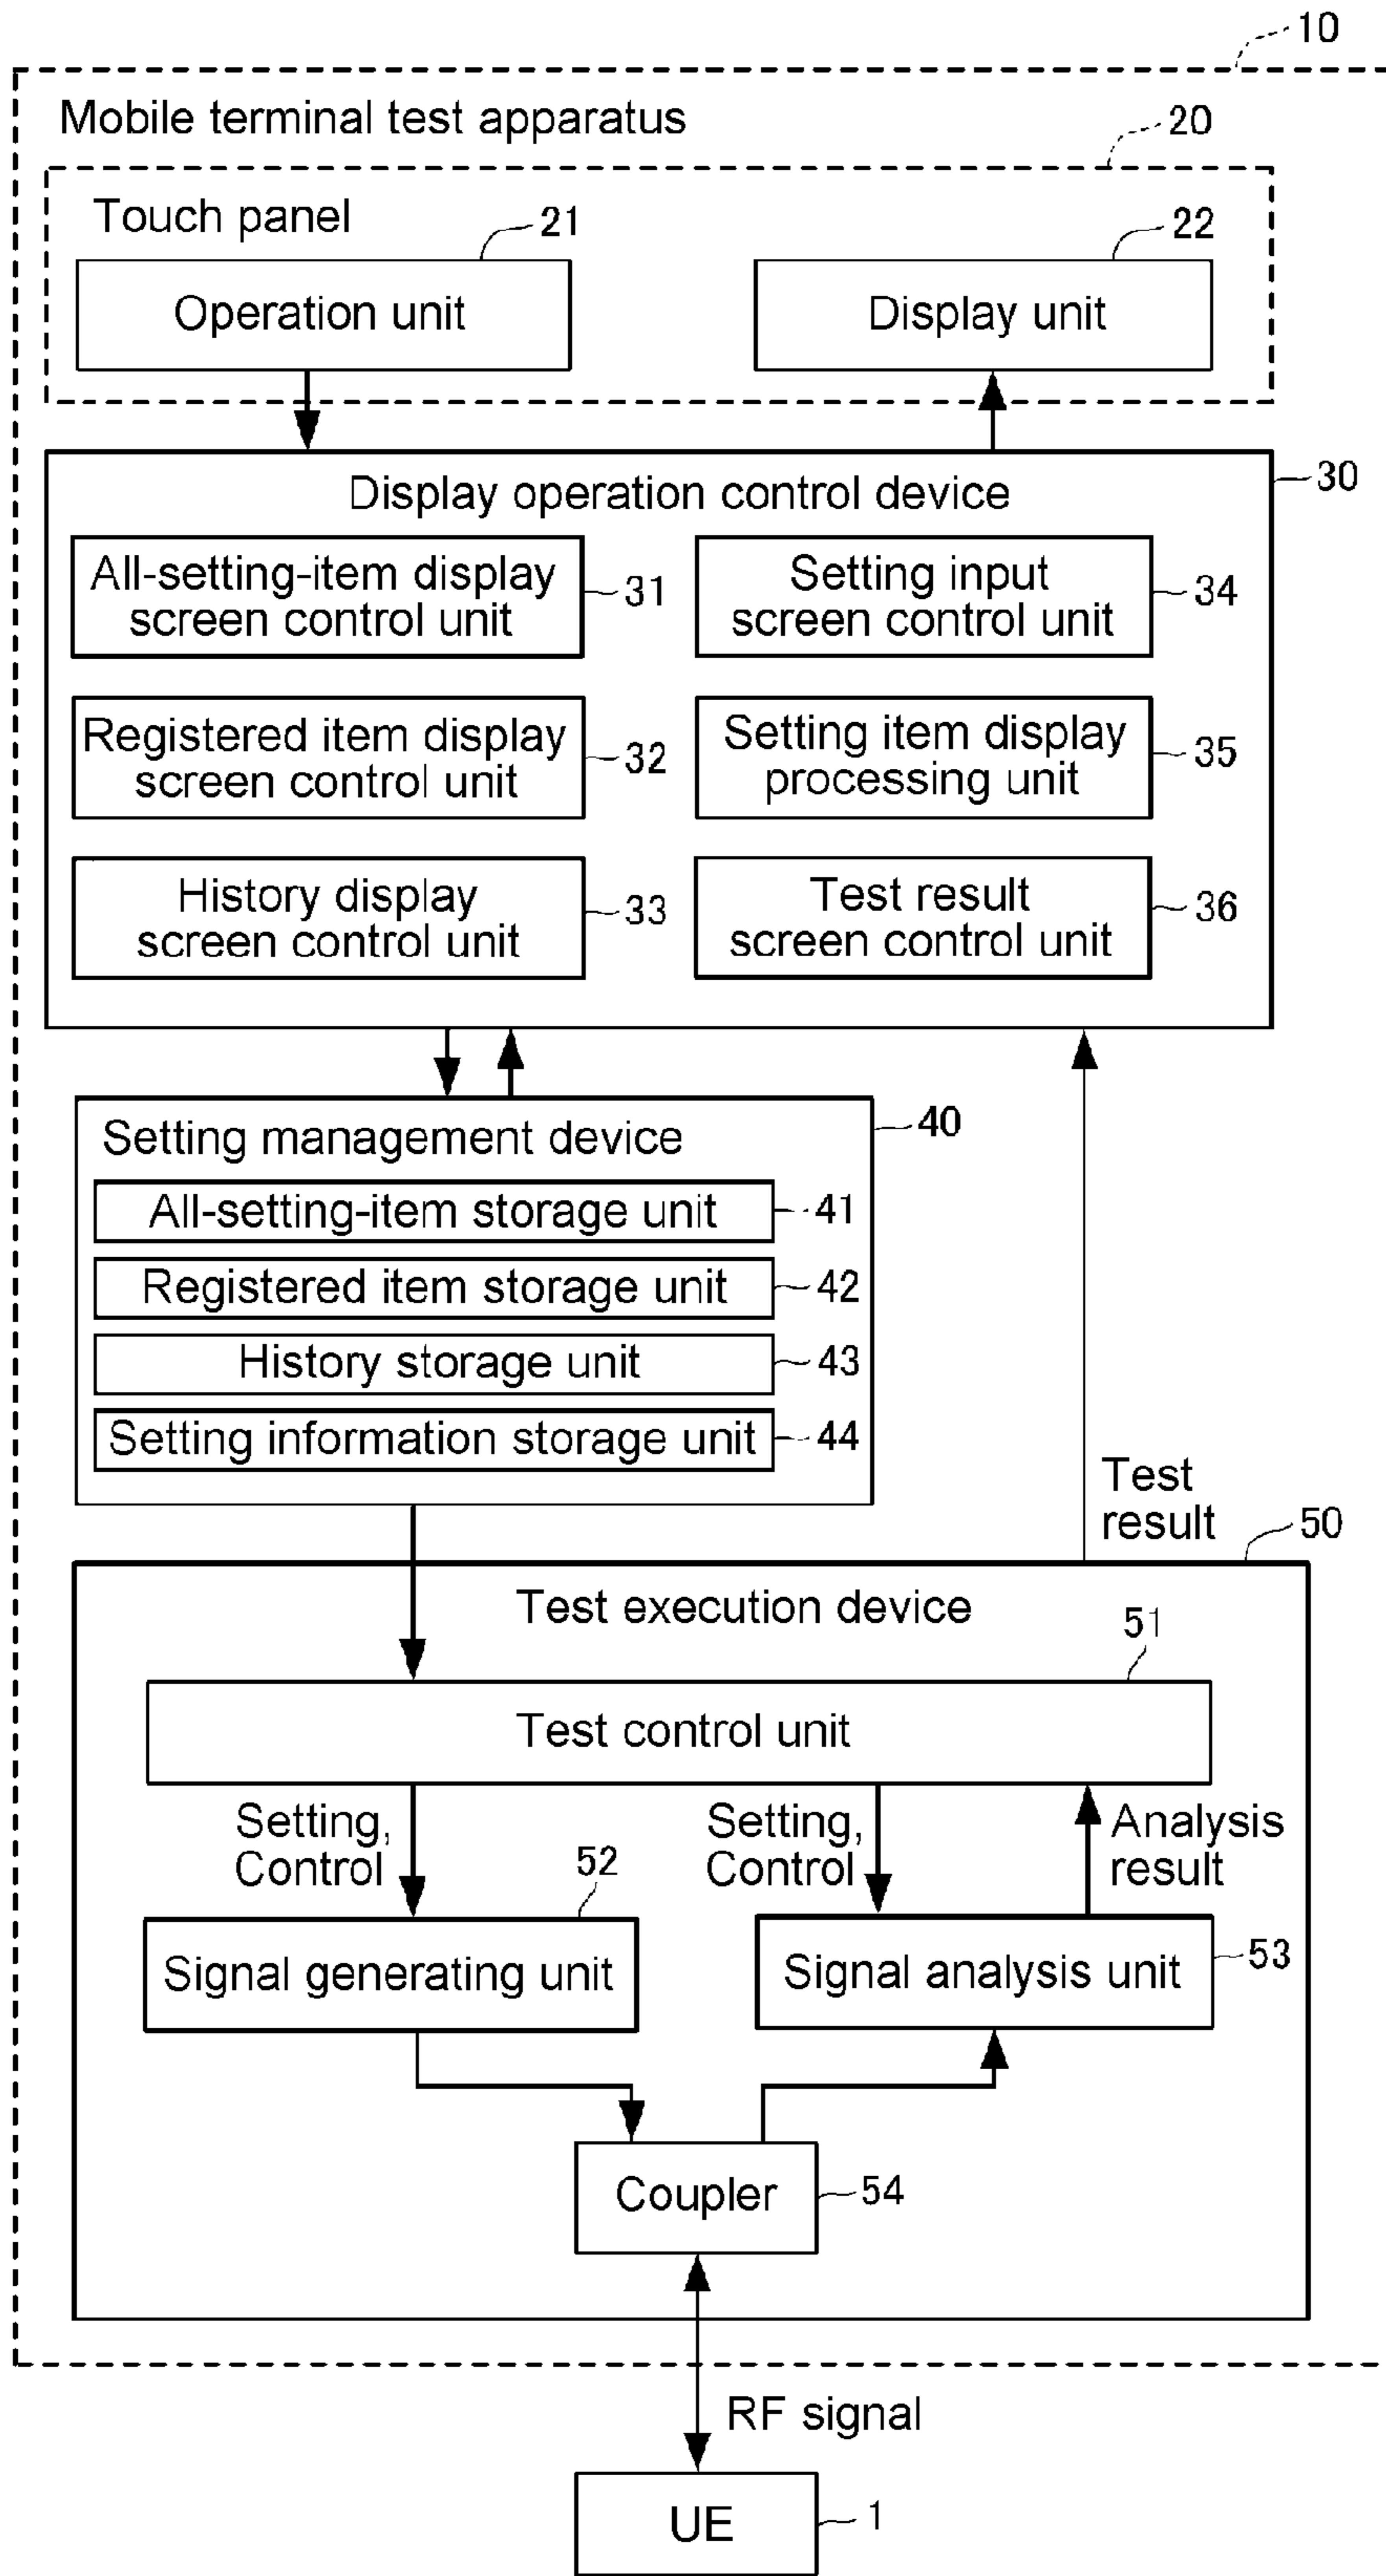 10
Mobile terminal test apparatus
20
Touch panel
21
22
Operation unit
Display unit
Display operation control device
30
All-setting-item display
screen control unit
31
Setting input
screen control unit
34
Registered item display
screen control unit
32
Setting item display
processing unit
35
History display
screen control unit
33
Test result
screen control unit
36
Setting management device
40
All-setting-item storage unit
41
Registered item storage unit
42
History storage unit
43
Setting information storage unit
44
Test
result
50
Test execution device
51
Test control unit
Setting,
Control
52
Setting,
Control
Analysis
result
Signal generating unit
Signal analysis unit
53
Coupler
54
RF signal
UE
1